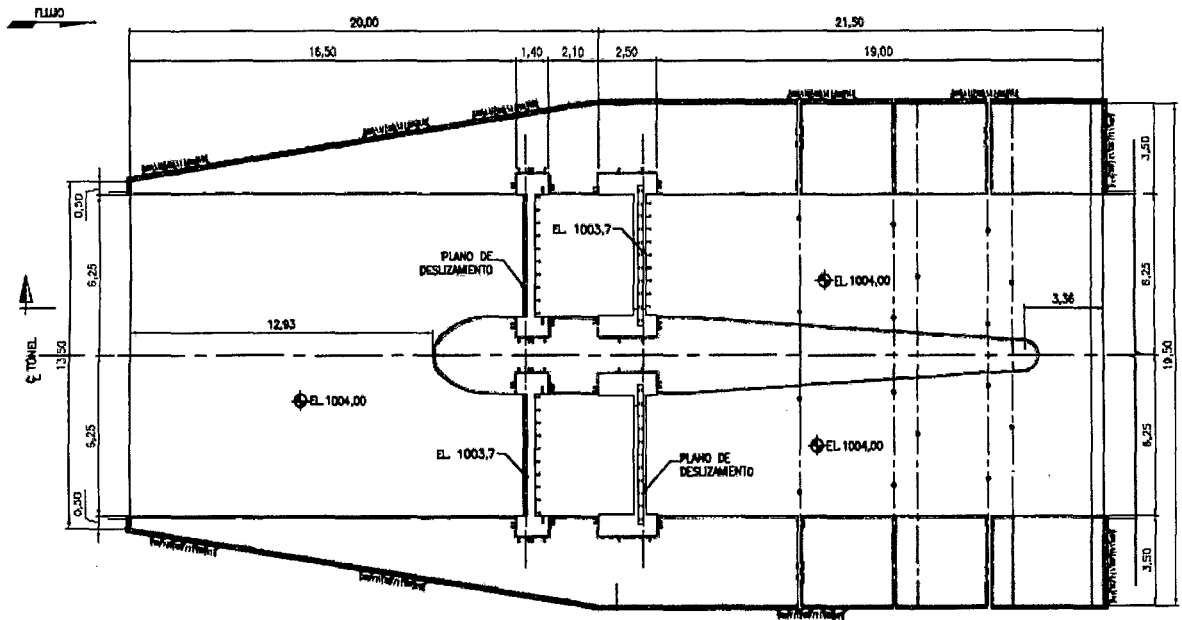 FLUJO
20,00
21,50
16,50
1,40
2,10
2,50
19,00
3,50
0,50
EL. 1003,7
6,25
PLANO DE
DESLIZAMIENTO
EL.1004,00
6,25
3,36
12,93
℄ TÚNEL
13,50
19,50
EL.1004,00
6,25
EL.1004,00
6,25
EL. 1003,7
PLANO DE
DESLIZAMIENTO
0,50
3,50